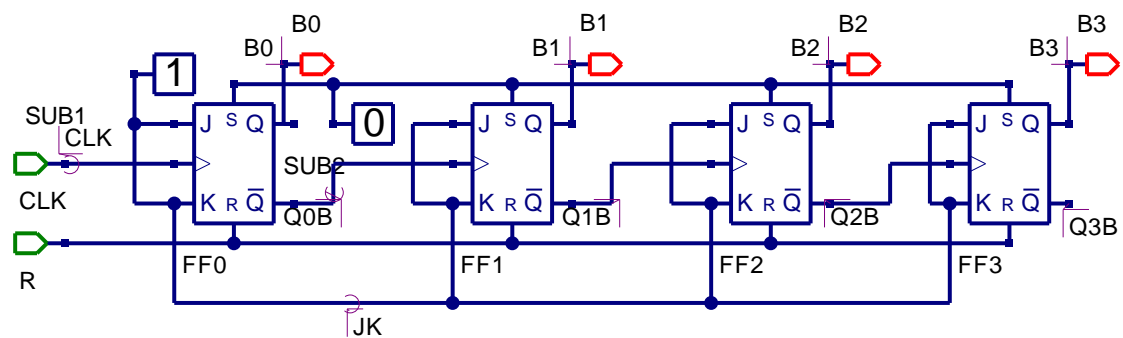 B0 B1 B2 B3
B0 B1 B2 B3
1
0
SUB1
CLK
J S Q J S Q J S Q J S Q
SUB2
CLK
K R Q̅ K R Q̅ K R Q̅ K R Q̅
Q0B Q1B Q2B Q3B
R
FF0 FF1 FF2 FF3
JK